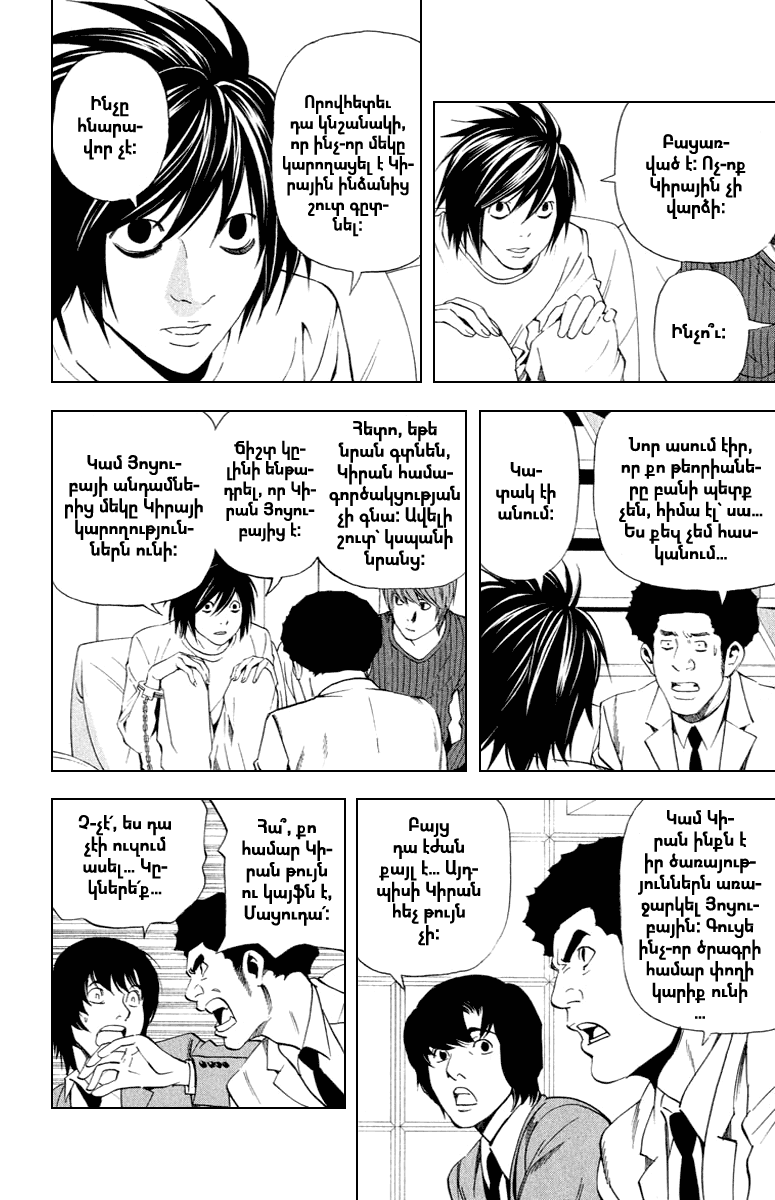 Բացառ-
ված է: Ոչ-ոք
Կիրային չի
վարձի:
Ինչո՞ւ:
Որովհետեւ
դա կնշանակի,
որ ինչ-որ մեկը
կարողացել է Կի-
րային ինձանից
շուտ գըտ-
նել:
Ինչը
հնարա-
վոր չէ:
Նոր ասում էիր,
որ քո թեորիանե-
րը բանի պետք
չեն, հիմա էլ՝ սա...
Ես քեզ չեմ հաս-
կանում...
Կա-
տակ էի
անում:
Հետո, եթե
նրան գտնեն,
Կիրան համա-
գործակցության
չի գնա: Ավելի
շուտ՝ կսպանի
նրանց:
Ճիշտ կը-
լինի ենթա-
դրել, որ Կի-
րան Յոցու-
բայից է:
Կամ Յոցու-
բայի անդամնե-
րից մեկը Կիրայի
կարողություն-
ներն ունի:
Կամ Կի-
րան ինքն է
իր ծառայութ-
յուններն առա-
ջարկել Յոցու-
բային: Գուցե
ինչ-որ ծրագրի
համար փողի
կարիք ունի
...
Բայց
դա էժան
քայլ է... Այդ-
պիսի Կիրան
հեչ թույն
չի:
Հա՞, քո
համար Կի-
րան թույն
ու կայֆն է,
Մացուդա՛:
Չ-չէ՛, ես դա
չէի ուզում
ասել... Կը-
կներե՛ք...